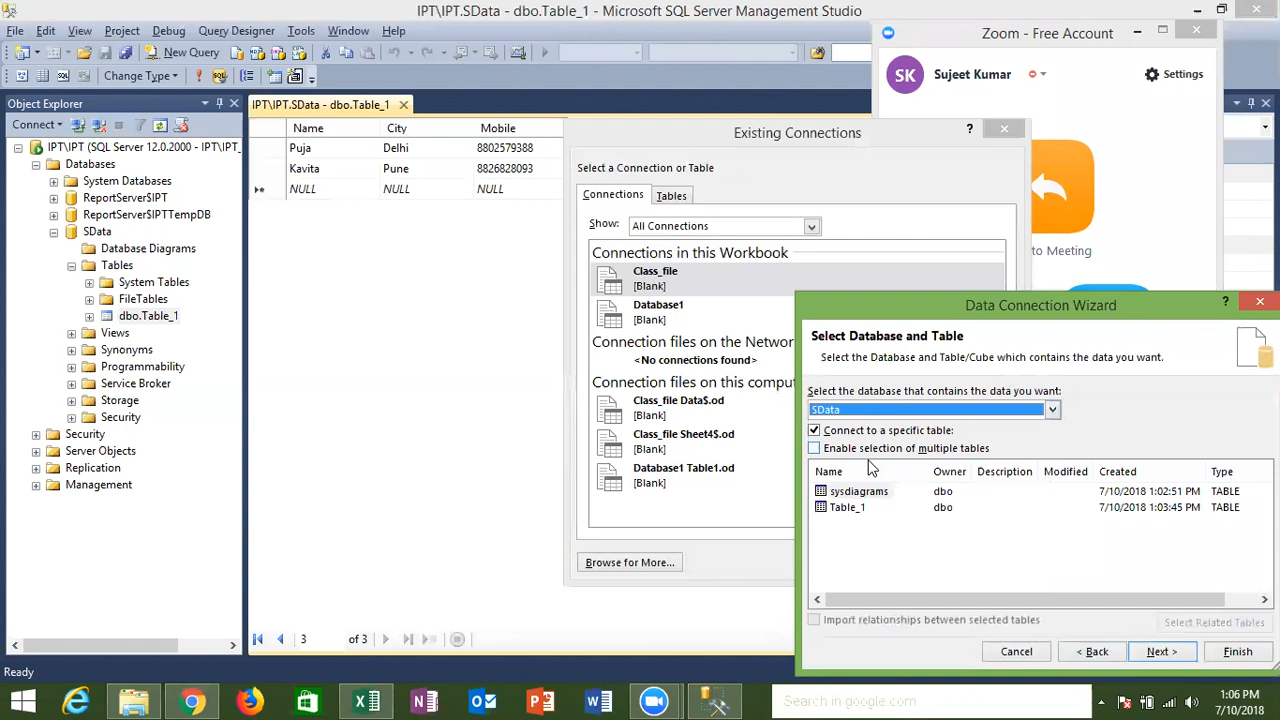 IPT\IPT.SData - dbo.Table_1 - Microsoft SQL Server Management Studio
File Edit View Project Debug Query Designer Tools Window Help
New Query
Change Type
Object Explorer
Connect
IPT\IPT (SQL Server 12.0.2000 - IPT\IPT_
Databases
System Databases
ReportServer$IPT
ReportServer$IPTTempDB
SData
Database Diagrams
Tables
System Tables
FileTables
dbo.Table_1
Views
Synonyms
Programmability
Service Broker
Storage
Security
Security
Server Objects
Replication
Management
IPT\IPT.SData - dbo.Table_1
Name City Mobile
Puja Delhi 8802579388
Kavita Pune 8826828093
NULL NULL NULL
3 of 3
Ready
Zoom - Free Account
SK Sujeet Kumar Settings
to Meeting
Existing Connections
Select a Connection or Table
Connections Tables
Show: All Connections
Connections in this Workbook
Class_file
[Blank]
Database1
[Blank]
Connection files on the Netwo
<No connections found>
Connection files on this compu
Class_file Data$.od
[Blank]
Class_file Sheet4$.od
[Blank]
Database1 Table1.od
[Blank]
Browse for More...
Data Connection Wizard
Select Database and Table
Select the Database and Table/Cube which contains the data you want.
Select the database that contains the data you want:
SData
Connect to a specific table:
Enable selection of multiple tables
Name Owner Description Modified Created Type
sysdiagrams dbo 7/10/2018 1:02:51 PM TABLE
Table_1 dbo 7/10/2018 1:03:45 PM TABLE
Import relationships between selected tables
Select Related Tables
Cancel < Back Next > Finish
Search in google.com
1:06 PM
7/10/2018